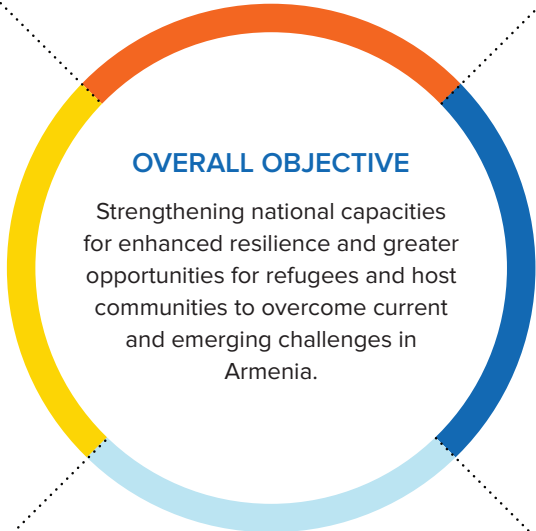 OVERALL OBJECTIVE
Strengthening national capacities
for enhanced resilience and greater
opportunities for refugees and host
communities to overcome current
and emerging challenges in
Armenia.